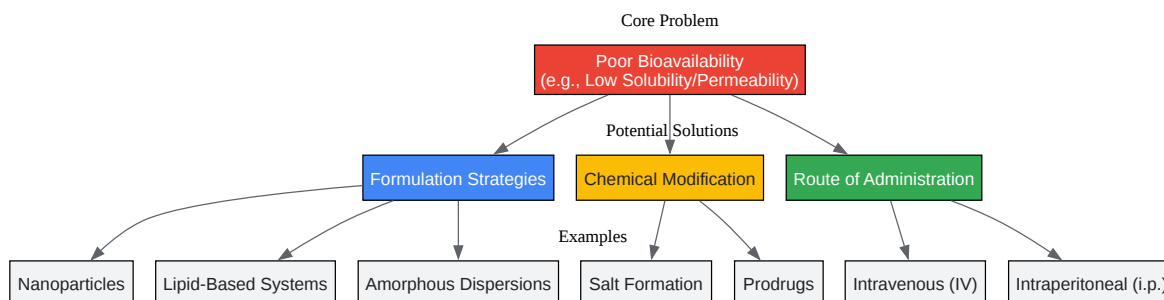 Core Problem
Poor Bioavailability
(e.g., Low Solubility/Permeability)
Potential Solutions
Formulation Strategies
Chemical Modification
Route of Administration
Examples
Nanoparticles
Lipid-Based Systems
Amorphous Dispersions
Salt Formation
Prodrugs
Intravenous (IV)
Intraperitoneal (i.p.)